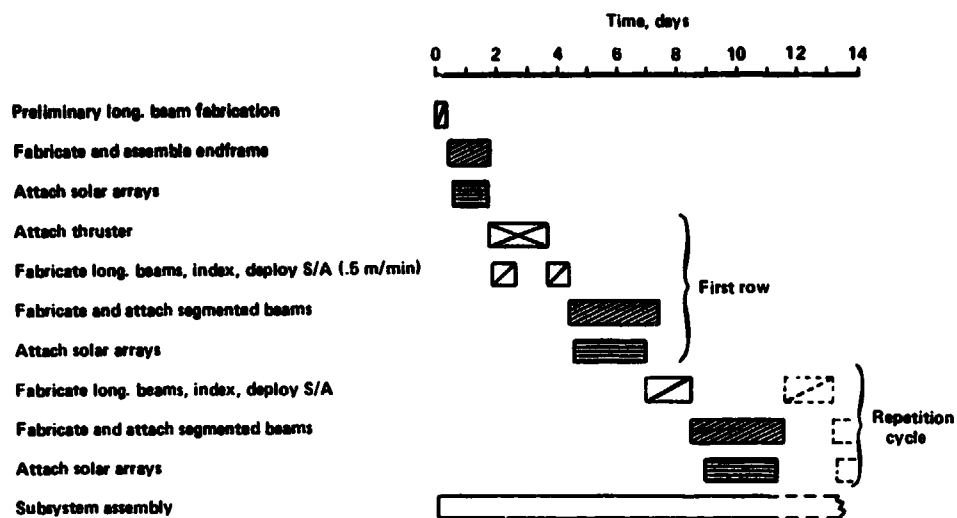 Time, days
0 2 4 6 8 10 12 14
Preliminary long. beam fabrication
Fabricate and assemble endframe
Attach solar arrays
Attach thruster
Fabricate long. beams, index, deploy S/A (.5 m/min)
First row
Fabricate and attach segmented beams
Attach solar arrays
Fabricate long. beams, index, deploy S/A
Fabricate and attach segmented beams
Repetition
cycle
Attach solar arrays
Subsystem assembly